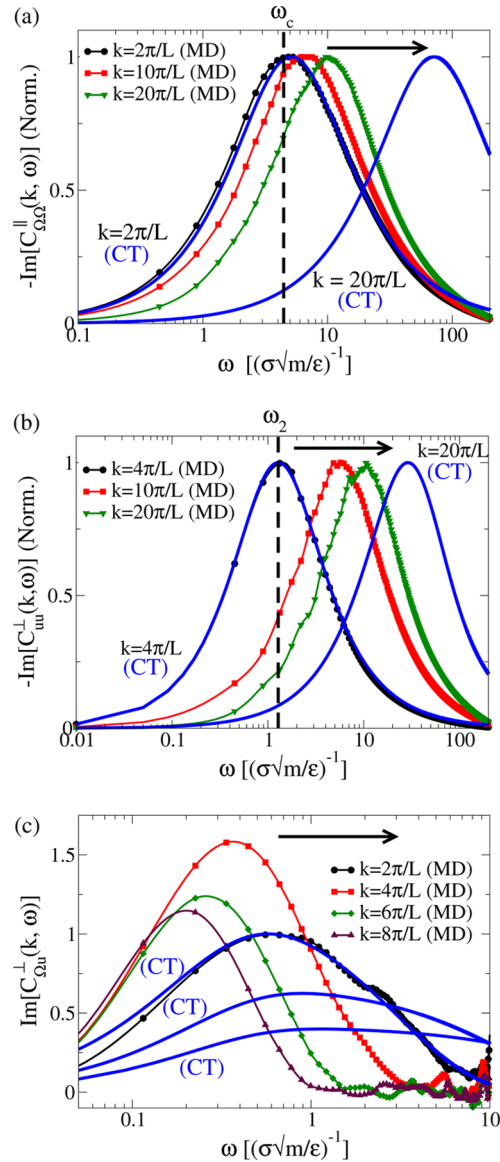 (a)
ω_c
k=2π/L (MD)
k=10π/L (MD)
k=20π/L (MD)
-Im[C^∥_ΩΩ(k, ω)] (Norm.)
1
0.5
0
k=2π/L
(CT)
k = 20π/L
(CT)
0.1 1 10 100
ω [(σ√m/ε)^-1]
(b)
ω_2
k=4π/L (MD)
k=10π/L (MD)
k=20π/L (MD)
k=20π/L
(CT)
-Im[C^⊥_uu(k,ω)] (Norm.)
1
0.5
0
k=4π/L
(CT)
0.01 0.1 1 10 100
ω [(σ√m/ε)^-1]
(c)
k=2π/L (MD)
k=4π/L (MD)
k=6π/L (MD)
k=8π/L (MD)
Im[C^⊥_Ωu(k, ω)]
1.5
1
0.5
0
(CT)
(CT)
(CT)
0.1 1 10
ω [(σ√m/ε)^-1]